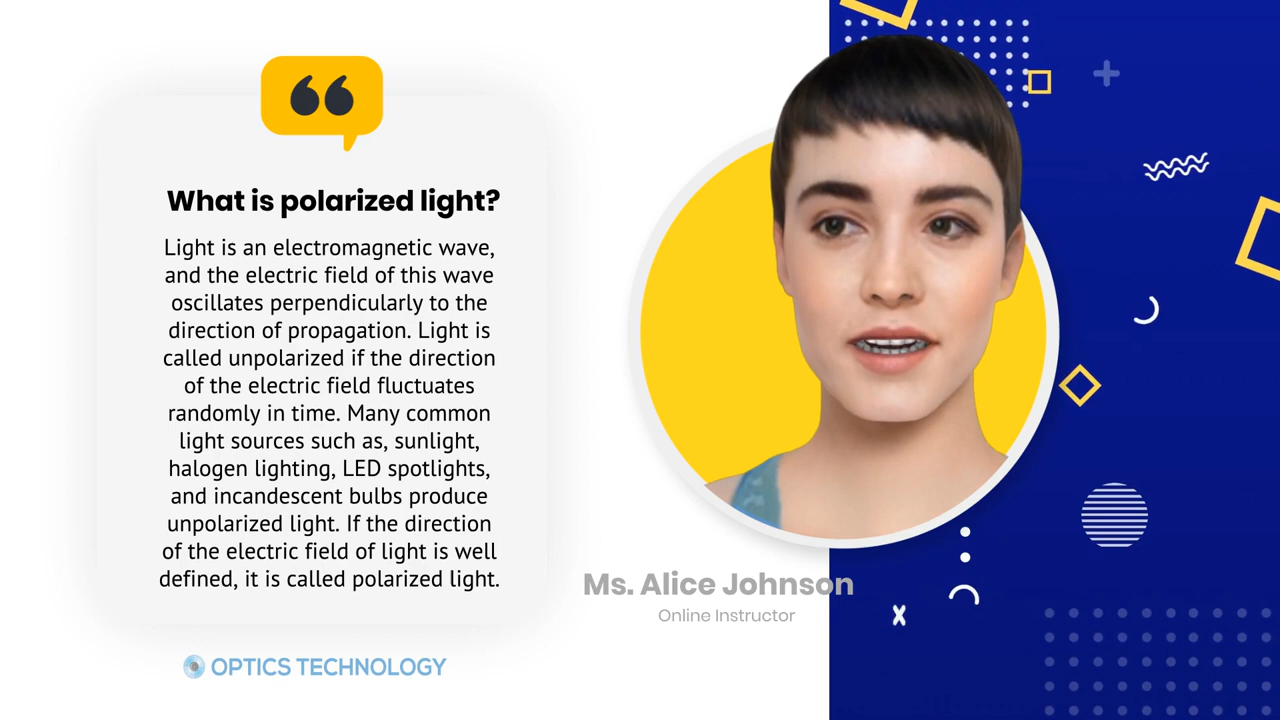 What is polarized light?
Light is an electromagnetic wave,
and the electric field of this wave
oscillates perpendicularly to the
direction of propagation. Light is
called unpolarized if the direction
of the electric field fluctuates
randomly in time. Many common
light sources such as, sunlight,
halogen lighting, LED spotlights,
and incandescent bulbs produce
unpolarized light. If the direction
of the electric field of light is well
defined, it is called polarized light.
Ms. Alice Johnson
Online Instructor
OPTICS TECHNOLOGY